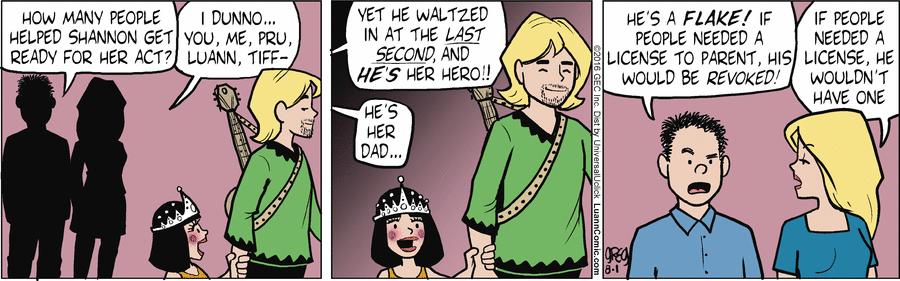 HOW MANY PEOPLE
HELPED SHANNON GET
READY FOR HER ACT?
I DUNNO...
YOU, ME, PRU,
LUANN, TIFF-
YET HE WALTZED
IN AT THE LAST
SECOND, AND
HE'S HER HERO!!
HE'S
HER
DAD...
©2016 GEC Inc. Dist by UniversalUclick LuannComic.com
HE'S A FLAKE! IF
PEOPLE NEEDED A
LICENSE TO PARENT, HIS
WOULD BE REVOKED!
IF PEOPLE
NEEDED A
LICENSE, HE
WOULDN'T
HAVE ONE
GREG
8-1